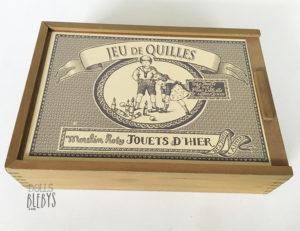 JEU DE QUILLES
Moulin Roty JOUETS D'HIER
DOLLS
BLEBYS